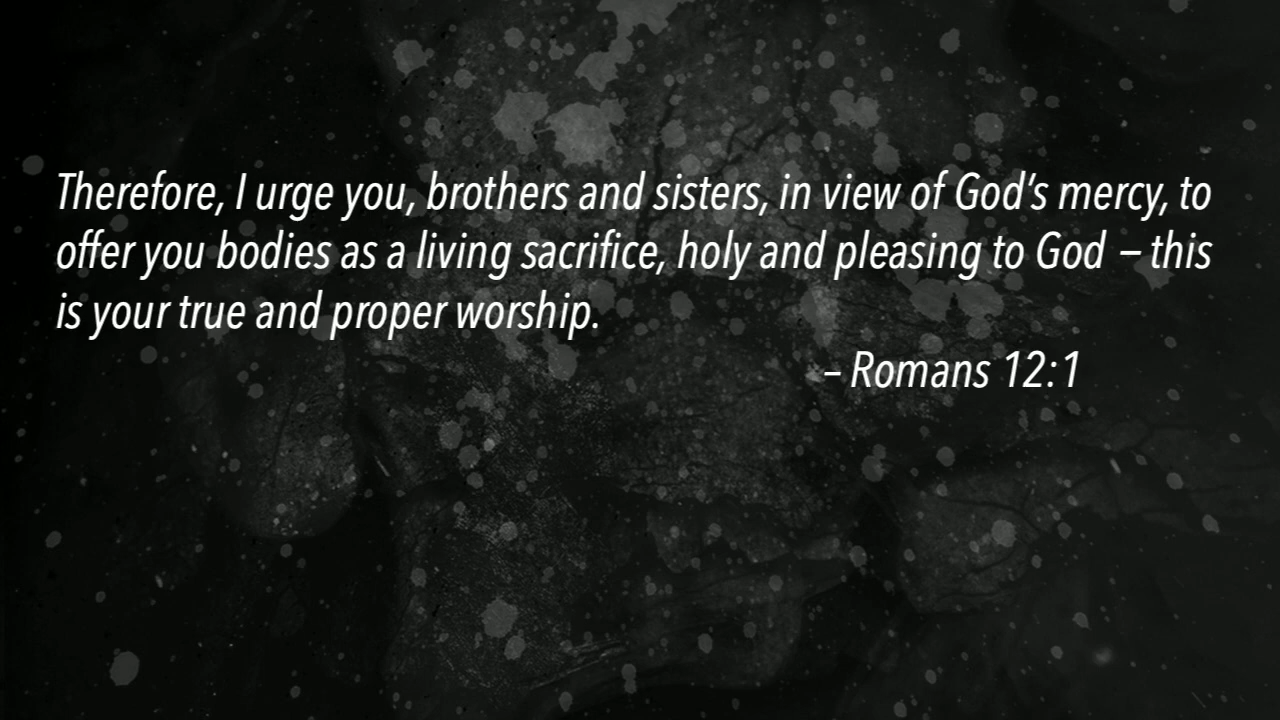 Therefore, I urge you, brothers and sisters, in view of God's mercy, to
offer you bodies as a living sacrifice, holy and pleasing to God – this
is your true and proper worship.
– Romans 12:1